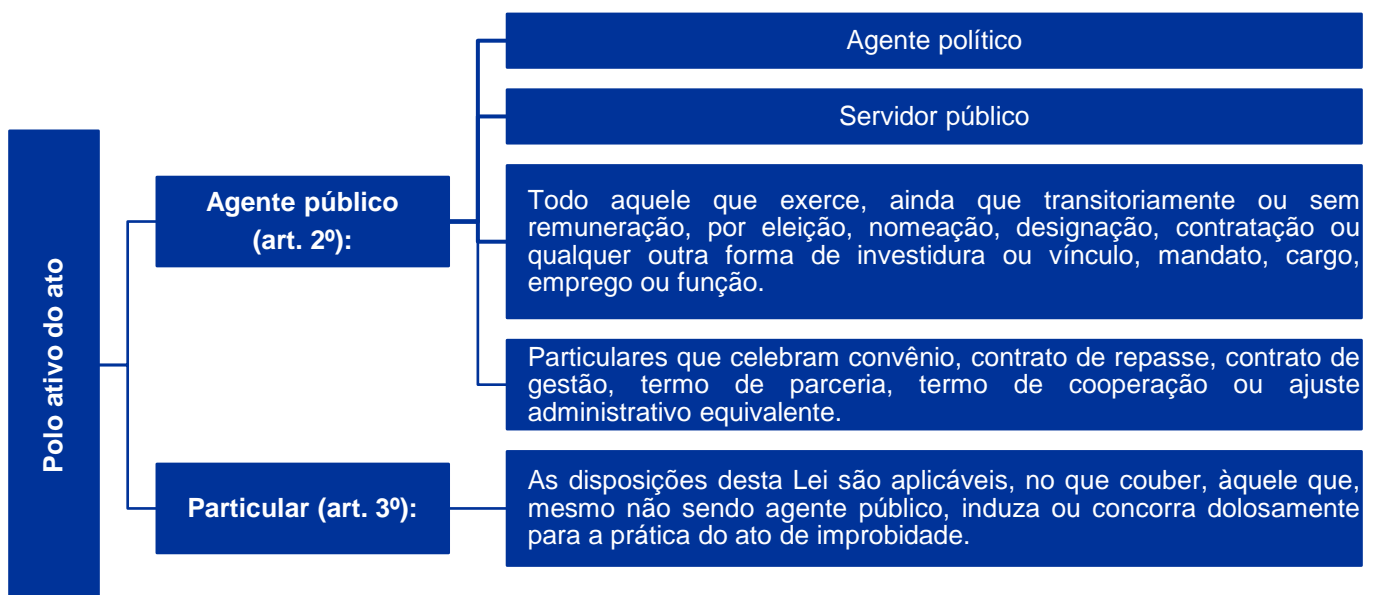 Polo ativo do ato
Agente público
(art. 2º):
Agente político
Servidor público
Todo aquele que exerce, ainda que transitoriamente ou sem
remuneração, por eleição, nomeação, designação, contratação ou
qualquer outra forma de investidura ou vínculo, mandato, cargo,
emprego ou função.
Particulares que celebram convênio, contrato de repasse, contrato de
gestão, termo de parceria, termo de cooperação ou ajuste
administrativo equivalente.
Particular (art. 3º):
As disposições desta Lei são aplicáveis, no que couber, àquele que,
mesmo não sendo agente público, induza ou concorra dolosamente
para a prática do ato de improbidade.